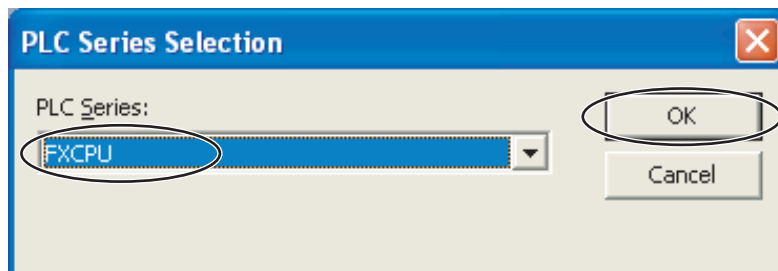 PLC Series Selection
PLC Series:
FXCPU
OK
Cancel